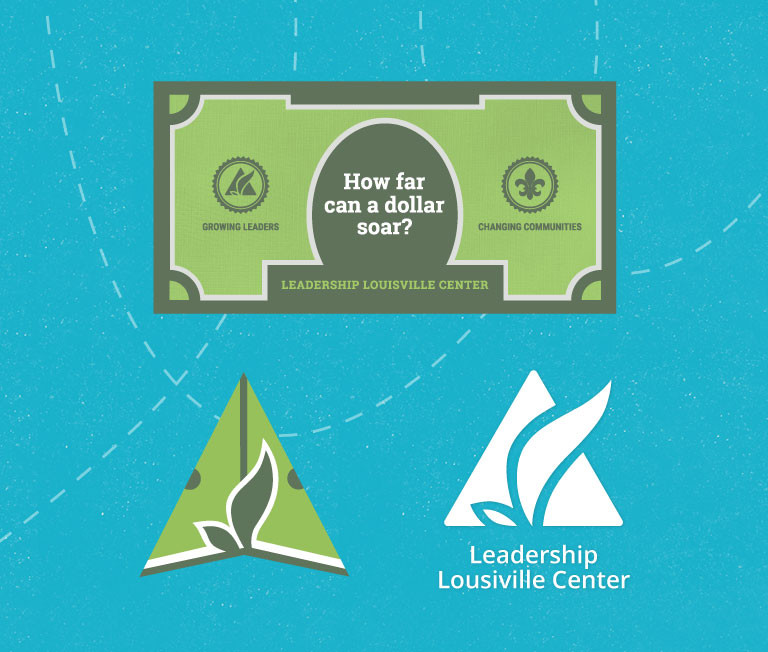 How far
can a dollar
soar?
GROWING LEADERS
CHANGING COMMUNITIES
LEADERSHIP LOUISVILLE CENTER
Leadership
Lousiville Center